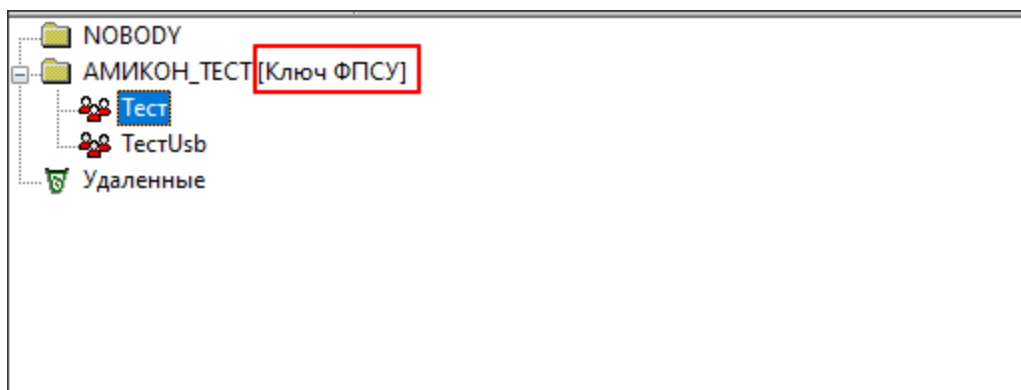 NOBODY
АМИКОН_ТЕСТ [Ключ ФПСУ]
Тест
ТестUsb
Удаленные